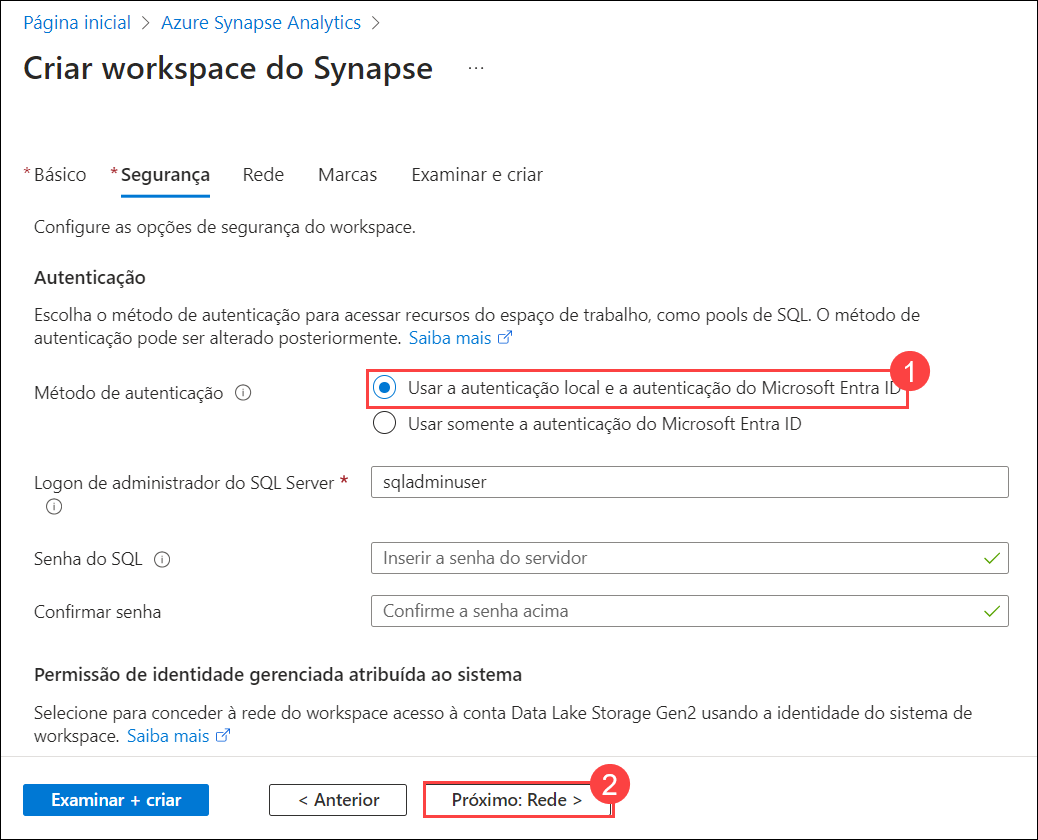 Página inicial > Azure Synapse Analytics >
Criar workspace do Synapse ...
* Básico * Segurança Rede Marcas Examinar e criar
Configure as opções de segurança do workspace.
Autenticação
Escolha o método de autenticação para acessar recursos do espaço de trabalho, como pools de SQL. O método de
autenticação pode ser alterado posteriormente. Saiba mais
Método de autenticação
Usar a autenticação local e a autenticação do Microsoft Entra ID
1
Usar somente a autenticação do Microsoft Entra ID
Logon de administrador do SQL Server *
sqladminuser
Senha do SQL
Inserir a senha do servidor
Confirmar senha
Confirme a senha acima
Permissão de identidade gerenciada atribuída ao sistema
Selecione para conceder à rede do workspace acesso à conta Data Lake Storage Gen2 usando a identidade do sistema de
workspace. Saiba mais
Examinar + criar
< Anterior
Próximo: Rede >
2